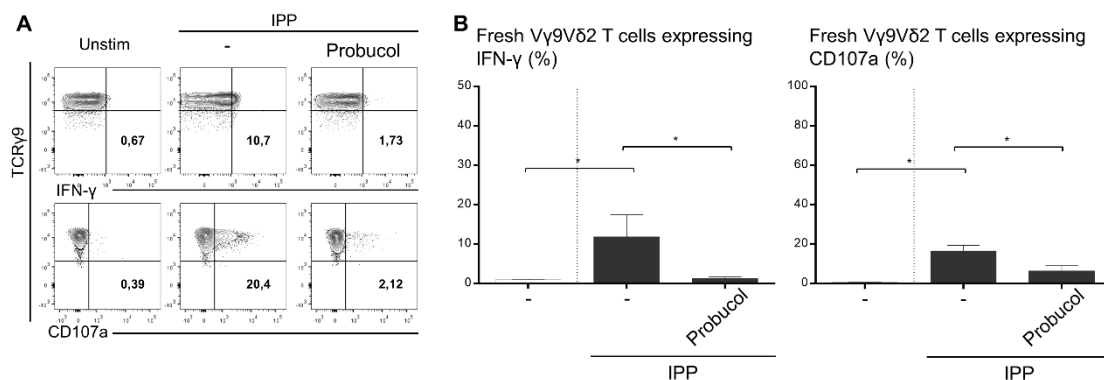 A
IPP
Unstim
-
Probucol
TCRγ9
0,67
10,7
1,73
IFN-γ
0,39
20,4
2,12
CD107a
B
Fresh Vγ9Vδ2 T cells expressing
IFN-γ (%)
50
40
30
20
10
0
*
*
-
-
Probucol
IPP
Fresh Vγ9Vδ2 T cells expressing
CD107a (%)
100
80
60
40
20
0
*
*
-
-
Probucol
IPP